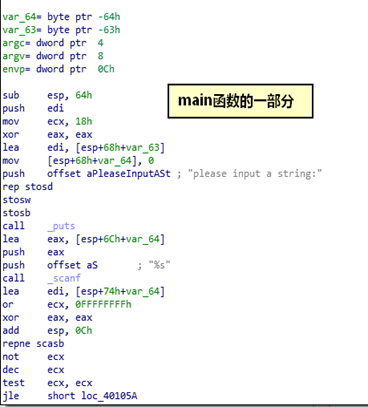 var_64= byte ptr -64h
var_63= byte ptr -63h
argc= dword ptr  4
argv= dword ptr  8
envp= dword ptr  0Ch
sub     esp, 64h
push    edi
main函数的一部分
mov     ecx, 18h
xor     eax, eax
lea     edi, [esp+68h+var_63]
mov     [esp+68h+var_64], 0
push    offset aPleaseInputASt ; "please input a string:"
rep stosd
stosw
stosb
call    _puts
lea     eax, [esp+6Ch+var_64]
push    eax
push    offset aS       ; "%s"
call    _scanf
lea     edi, [esp+74h+var_64]
or      ecx, 0FFFFFFFFh
xor     eax, eax
add     esp, 0Ch
repne scasb
not     ecx
dec     ecx
test    ecx, ecx
jle     short loc_40105A